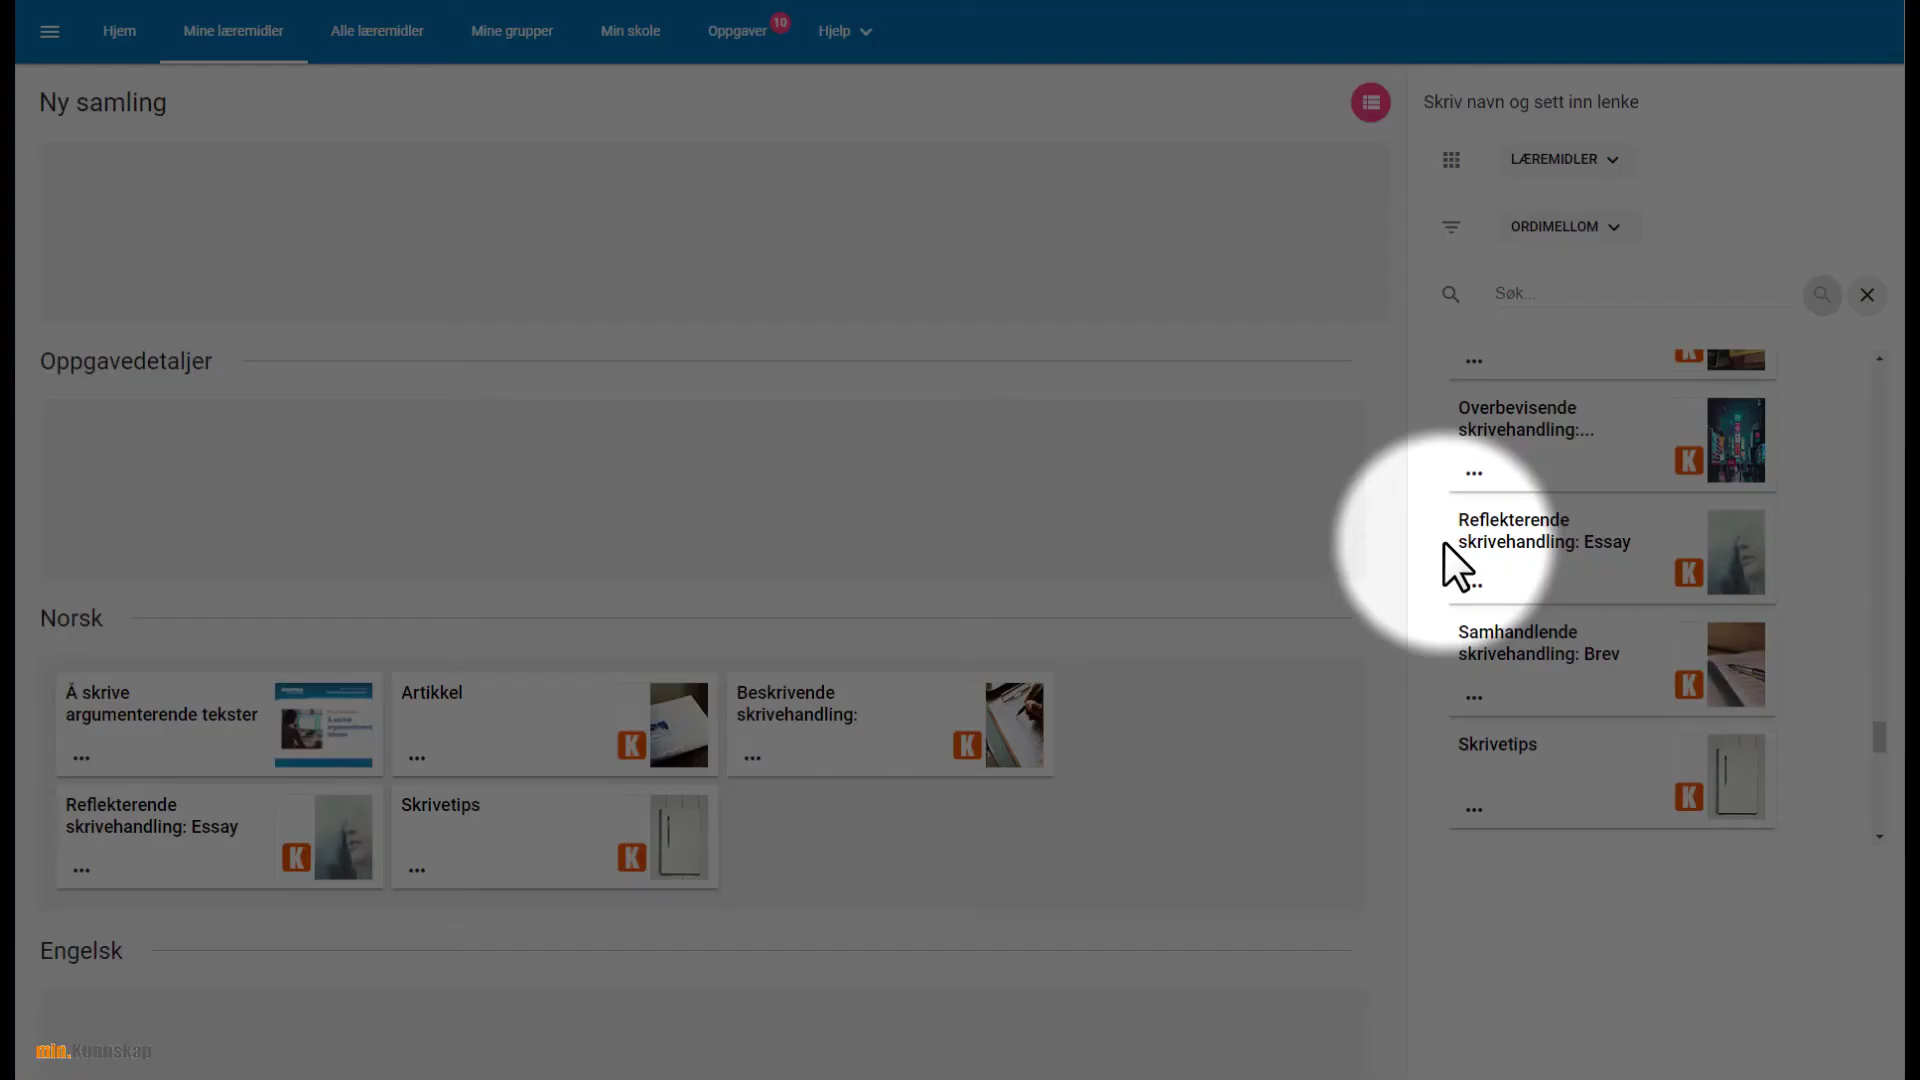 Hjem
Mine læremidler
Alle læremidler
Mine grupper
Min skole
Oppgaver
10
Hjelp
Ny samling
Oppgavedetaljer
Norsk
Å skrive
argumenterende tekster
...
Artikkel
K
...
Beskrivende
skrivehandling:
K
...
Reflekterende
skrivehandling: Essay
K
...
Skrivetips
K
...
Engelsk
min.Kunnskap
Skriv navn og sett inn lenke
LÆREMIDLER
ORDIMELLOM
Søk...
...
K
Overbevisende
skrivehandling:...
K
...
Reflekterende
skrivehandling: Essay
K
...
Samhandlende
skrivehandling: Brev
K
...
Skrivetips
K
...